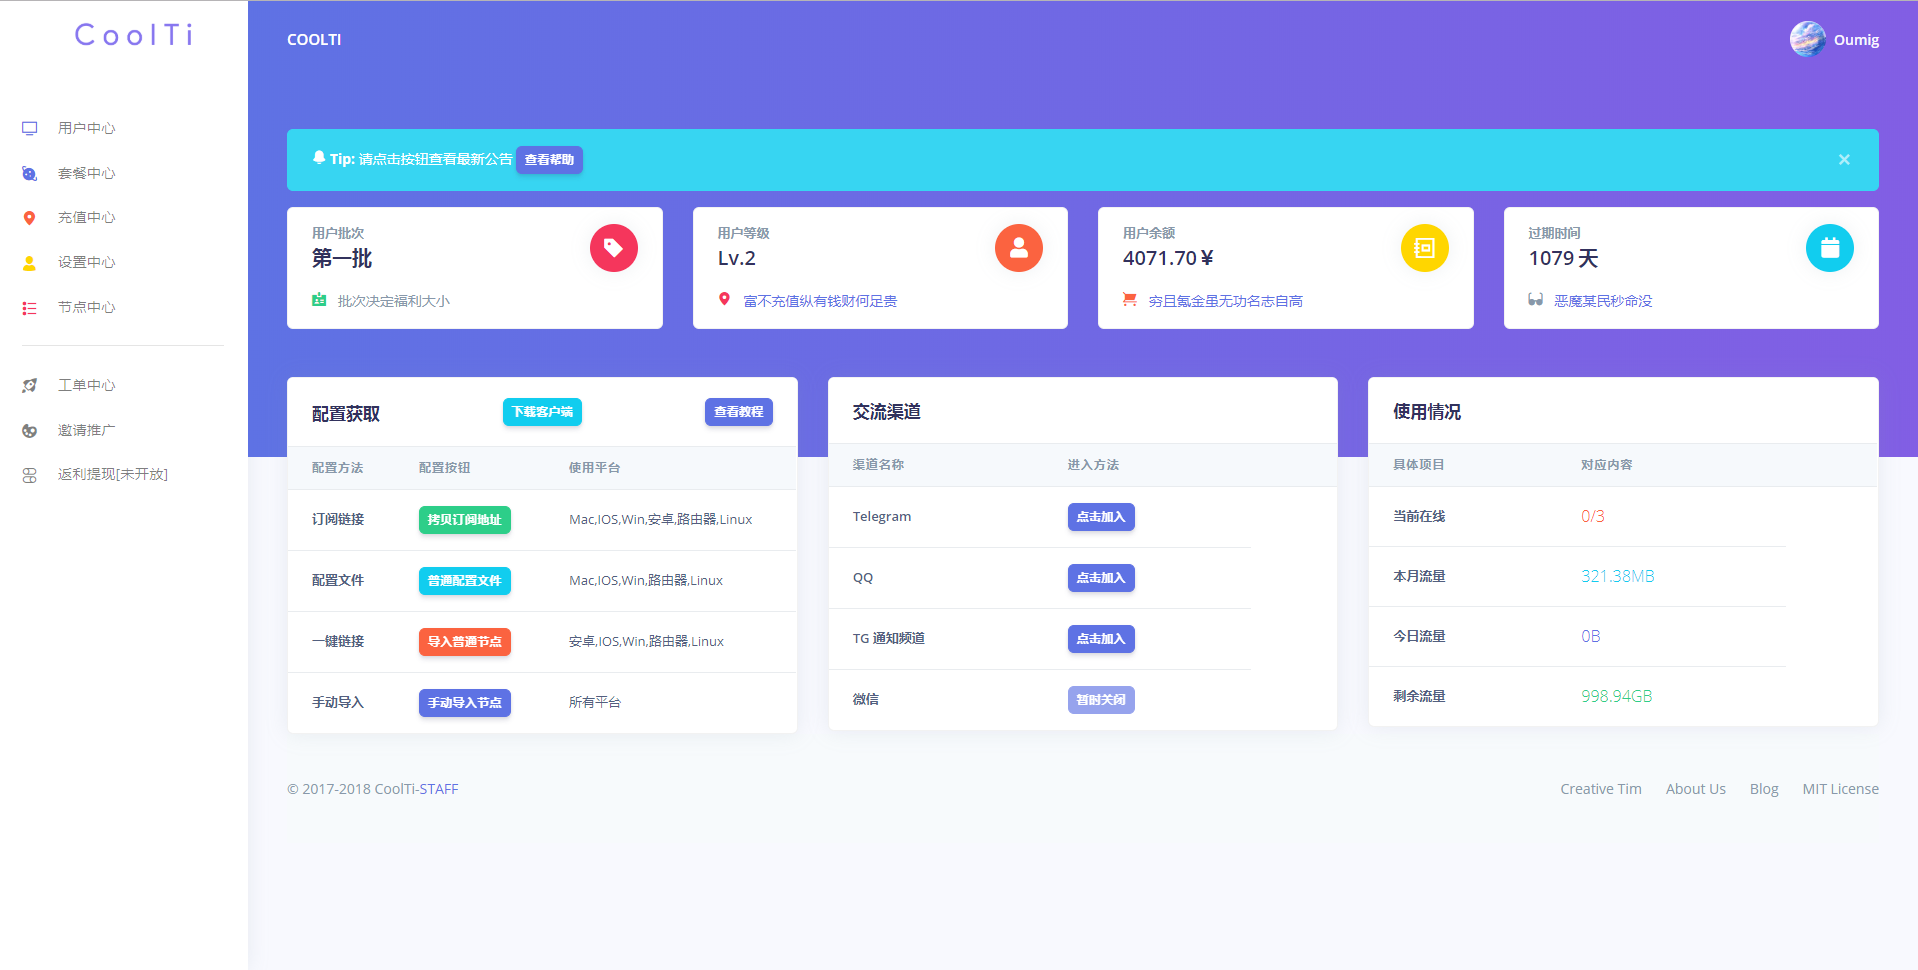 CoolTi
COOLTI
Oumig
用户中心
套餐中心
充值中心
设置中心
节点中心
工单中心
邀请推广
返利提现[未开放]
Tip: 请点击按钮查看最新公告 查看帮助
×
用户批次
第一批
批次决定福利大小
用户等级
Lv.2
富不充值纵有钱财何足贵
用户余额
4071.70 ¥
穷且氪金虽无功名志自高
过期时间
1079 天
恶魔某民秒命没
配置获取 下载客户端 查看教程
配置方法 配置按钮 使用平台
订阅链接 拷贝订阅地址 Mac,IOS,Win,安卓,路由器,Linux
配置文件 普通配置文件 Mac,IOS,Win,路由器,Linux
一键链接 导入普通节点 安卓,IOS,Win,路由器,Linux
手动导入 手动导入节点 所有平台
交流渠道
渠道名称 进入方法
Telegram 点击加入
QQ 点击加入
TG 通知频道 点击加入
微信 暂时关闭
使用情况
具体项目 对应内容
当前在线 0/3
本月流量 321.38MB
今日流量 0B
剩余流量 998.94GB
© 2017-2018 CoolTi-STAFF
Creative Tim About Us Blog MIT License